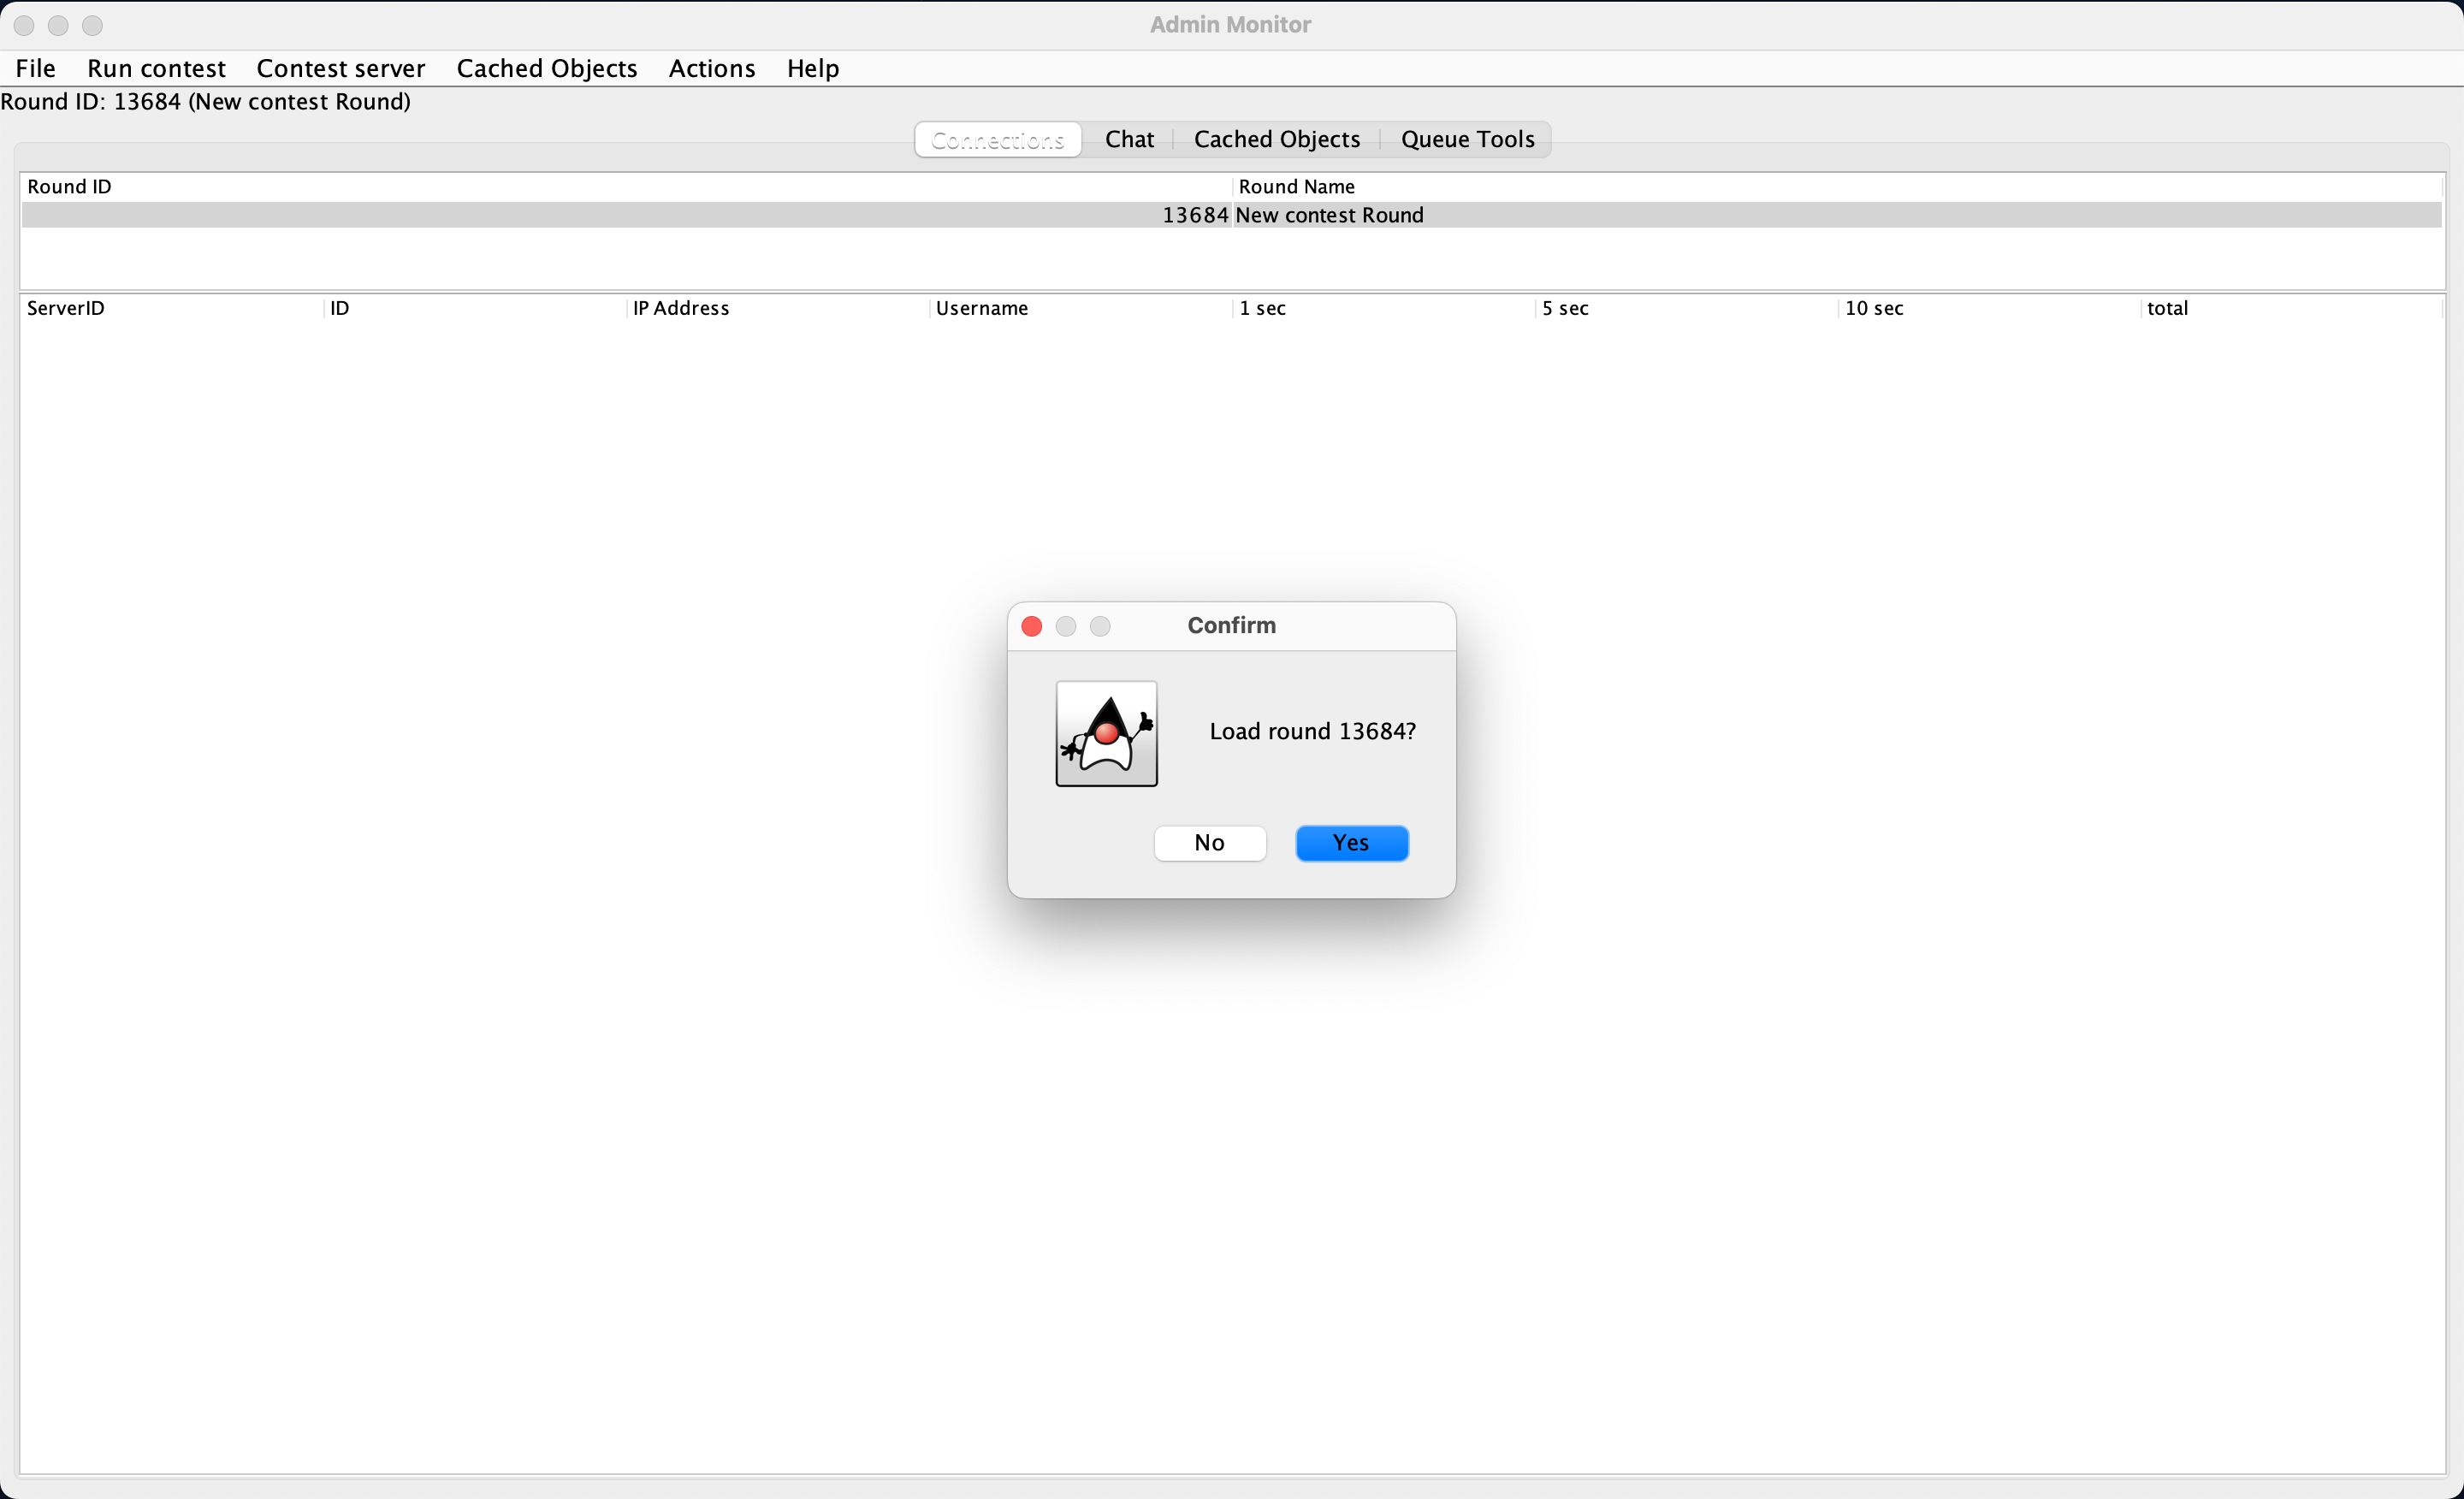 Admin Monitor
File Run contest Contest server Cached Objects Actions Help
Round ID: 13684 (New contest Round)
Connections Chat Cached Objects Queue Tools
Round ID Round Name
13684 New contest Round
ServerID ID IP Address Username 1 sec 5 sec 10 sec total
Confirm
Load round 13684?
No Yes